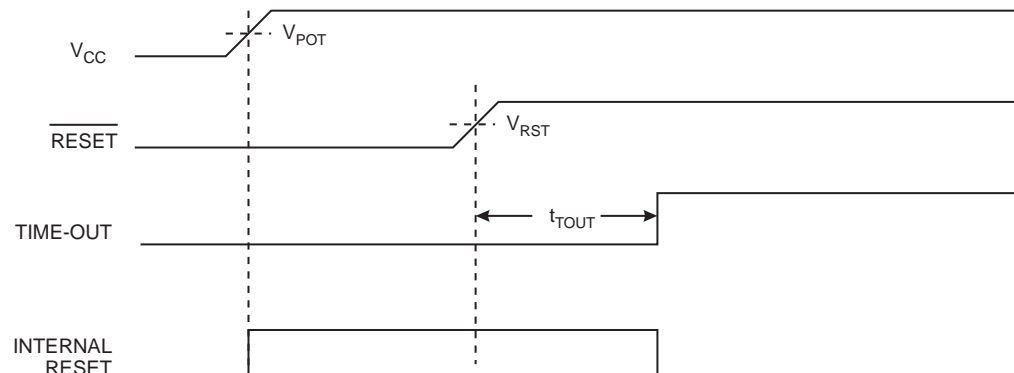 V_CC
V_POT
RESET
V_RST
TIME-OUT
t_TOUT
INTERNAL
RESET